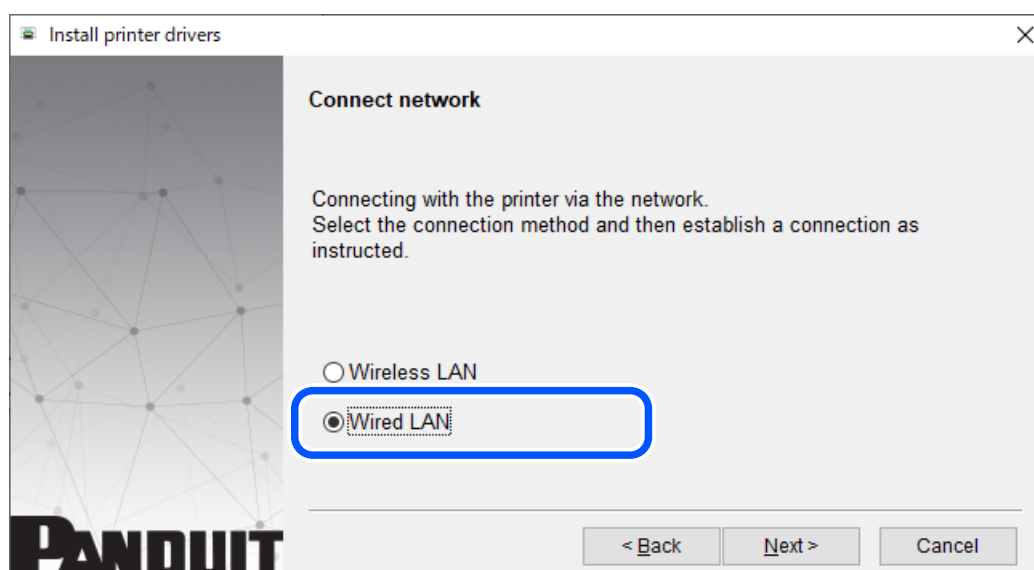 Install printer drivers
Connect network
Connecting with the printer via the network.
Select the connection method and then establish a connection as
instructed.
Wireless LAN
Wired LAN
PANDUIT
< Back
Next >
Cancel